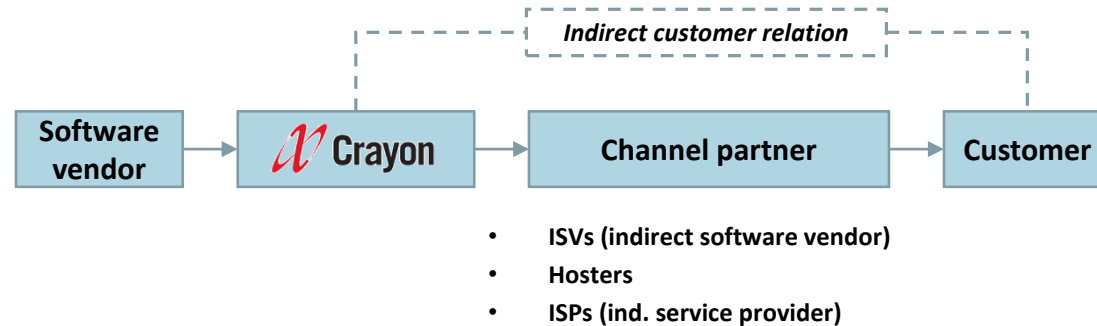 Indirect customer relation
Software
vendor
Crayon
Channel partner
Customer
• ISVs (indirect software vendor)
• Hosters
• ISPs (ind. service provider)